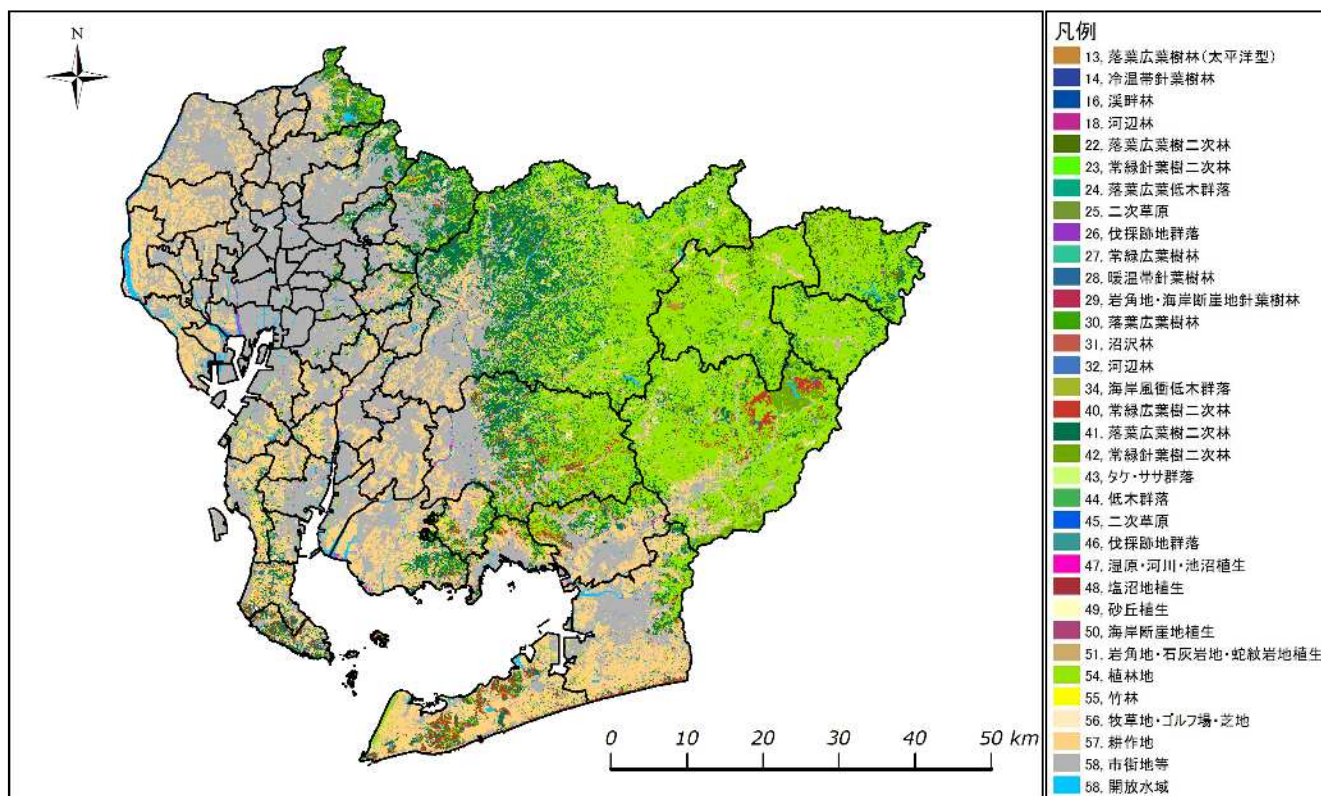 N
0 10 20 30 40 50 km
凡例
13, 落葉広葉樹林(太平洋型)
14, 冷温帯針葉樹林
16, 渓畔林
18, 河辺林
22, 落葉広葉樹二次林
23, 常緑針葉樹二次林
24, 落葉広葉低木群落
25, 二次草原
26, 伐採跡地群落
27, 常緑広葉樹林
28, 暖温帯針葉樹林
29, 岩角地・海岸断崖地針葉樹林
30, 落葉広葉樹林
31, 沼沢林
32, 河辺林
34, 海岸風衝低木群落
40, 常緑広葉樹二次林
41, 落葉広葉樹二次林
42, 常緑針葉樹二次林
43, タケ・ササ群落
44, 低木群落
45, 二次草原
46, 伐採跡地群落
47, 湿原・河川・池沼植生
48, 塩沼地植生
49, 砂丘植生
50, 海岸断崖地植生
51, 岩角地・石灰岩地・蛇紋岩地植生
54, 植林地
55, 竹林
56, 牧草地・ゴルフ場・芝地
57, 耕作地
58, 市街地等
58, 開放水域